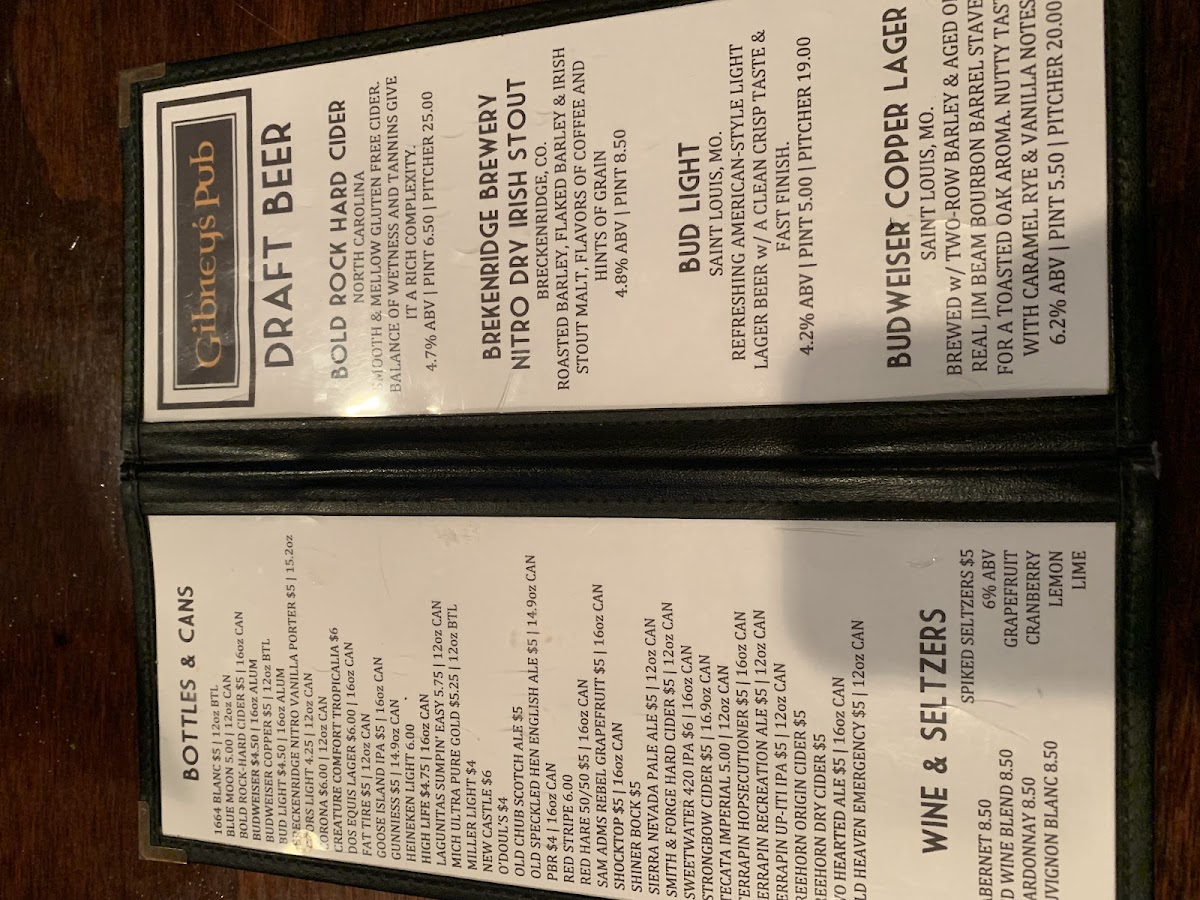 BOTTLES & CANS
1664 BLANC $5 | 12oz BTL
BLUE MOON 5.00 | 12oz CAN
BOLD ROCK-HARD CIDER $5 | 16oz CAN
BUDWEISER $4.50 | 16oz ALUM
BUDWEISER COPPER $5 | 12oz BTL
BUD LIGHT $4.50 | 16oz ALUM
BRECKENRIDGE NITRO VANILLA PORTER $5 | 15.2oz
ORS LIGHT 4.25 | 12oz CAN
CORONA $6.00 | 12oz CAN
CREATURE COMFORT TROPICALIA $6
DOS EQUIS LAGER $6.00 | 16oz CAN
FAT TIRE $5 | 12oz CAN
GOOSE ISLAND IPA $5 | 16oz CAN
GUNNIESS $5 | 14.9oz CAN
HEINEKEN LIGHT 6.00
HIGH LIFE $4.75 | 16oz CAN
LAGUNITAS SUMPIN' EASY 5.75 | 12oz CAN
MICH ULTRA PURE GOLD $5.25 | 12oz BTL
MILLER LIGHT $4
NEW CASTLE $6
O'DOUL'S $4
OLD CHUB SCOTCH ALE $5
OLD SPECKLED HEN ENGLISH ALE $5 | 14.9oz CAN
PBR $4 | 16oz CAN
RED STRIPE 6.00
RED HARE 50/50 $5 | 16oz CAN
SAM ADMS REBEL GRAPEFRUIT $5 | 16oz CAN
SHOCKTOP $5 | 16oz CAN
SHINER BOCK $5
SIERRA NEVADA PALE ALE $5 | 12oz CAN
SMITH & FORGE HARD CIDER $5 | 12oz CAN
SWEETWATER 420 IPA $6 | 16oz CAN
STRONGBOW CIDER $5 | 16.9oz CAN
TECATA IMPERIAL 5.00 | 12oz CAN
TERRAPIN HOPSECUTIONER $5 | 16oz CAN
ERRAPIN RECREATION ALE $5 | 12oz CAN
ERRAPIN UP-ITI IPA $5 | 12oz CAN
REEHORN ORIGIN CIDER $5
REEHORN DRY CIDER $5
VO HEARTED ALE $5 | 16oz CAN
LD HEAVEN EMERGENCY $5 | 12oz CAN
WINE & SELTZERS
ABERNET 8.50
D WINE BLEND 8.50
ARDONNAY 8.50
UVIGNON BLANC 8.50
SPIKED SELTZERS $5
6% ABV
GRAPEFRUIT
CRANBERRY
LEMON
LIME
Gibney's Pub
DRAFT BEER
BOLD ROCK HARD CIDER
NORTH CAROLINA
SMOOTH & MELLOW GLUTEN FREE CIDER.
BALANCE OF WETNESS AND TANNINS GIVE
IT A RICH COMPLEXITY.
4.7% ABV | PINT 6.50 | PITCHER 25.00
BREKENRIDGE BREWERY
NITRO DRY IRISH STOUT
BRECKENRIDGE, CO.
ROASTED BARLEY, FLAKED BARLEY & IRISH
STOUT MALT, FLAVORS OF COFFEE AND
HINTS OF GRAIN
4.8% ABV | PINT 8.50
BUD LIGHT
SAINT LOUIS, MO.
REFRESHING AMERICAN-STYLE LIGHT
LAGER BEER w/ A CLEAN CRISP TASTE &
FAST FINISH.
4.2% ABV | PINT 5.00 | PITCHER 19.00
BUDWEISER COPPER LAGER
SAINT LOUIS, MO.
BREWED w/ TWO-ROW BARLEY & AGED O
REAL JIM BEAM BOURBON BARREL STAVE
FOR A TOASTED OAK AROMA. NUTTY TAS
WITH CARAMEL RYE & VANILLA NOTES
6.2% ABV | PINT 5.50 | PITCHER 20.00